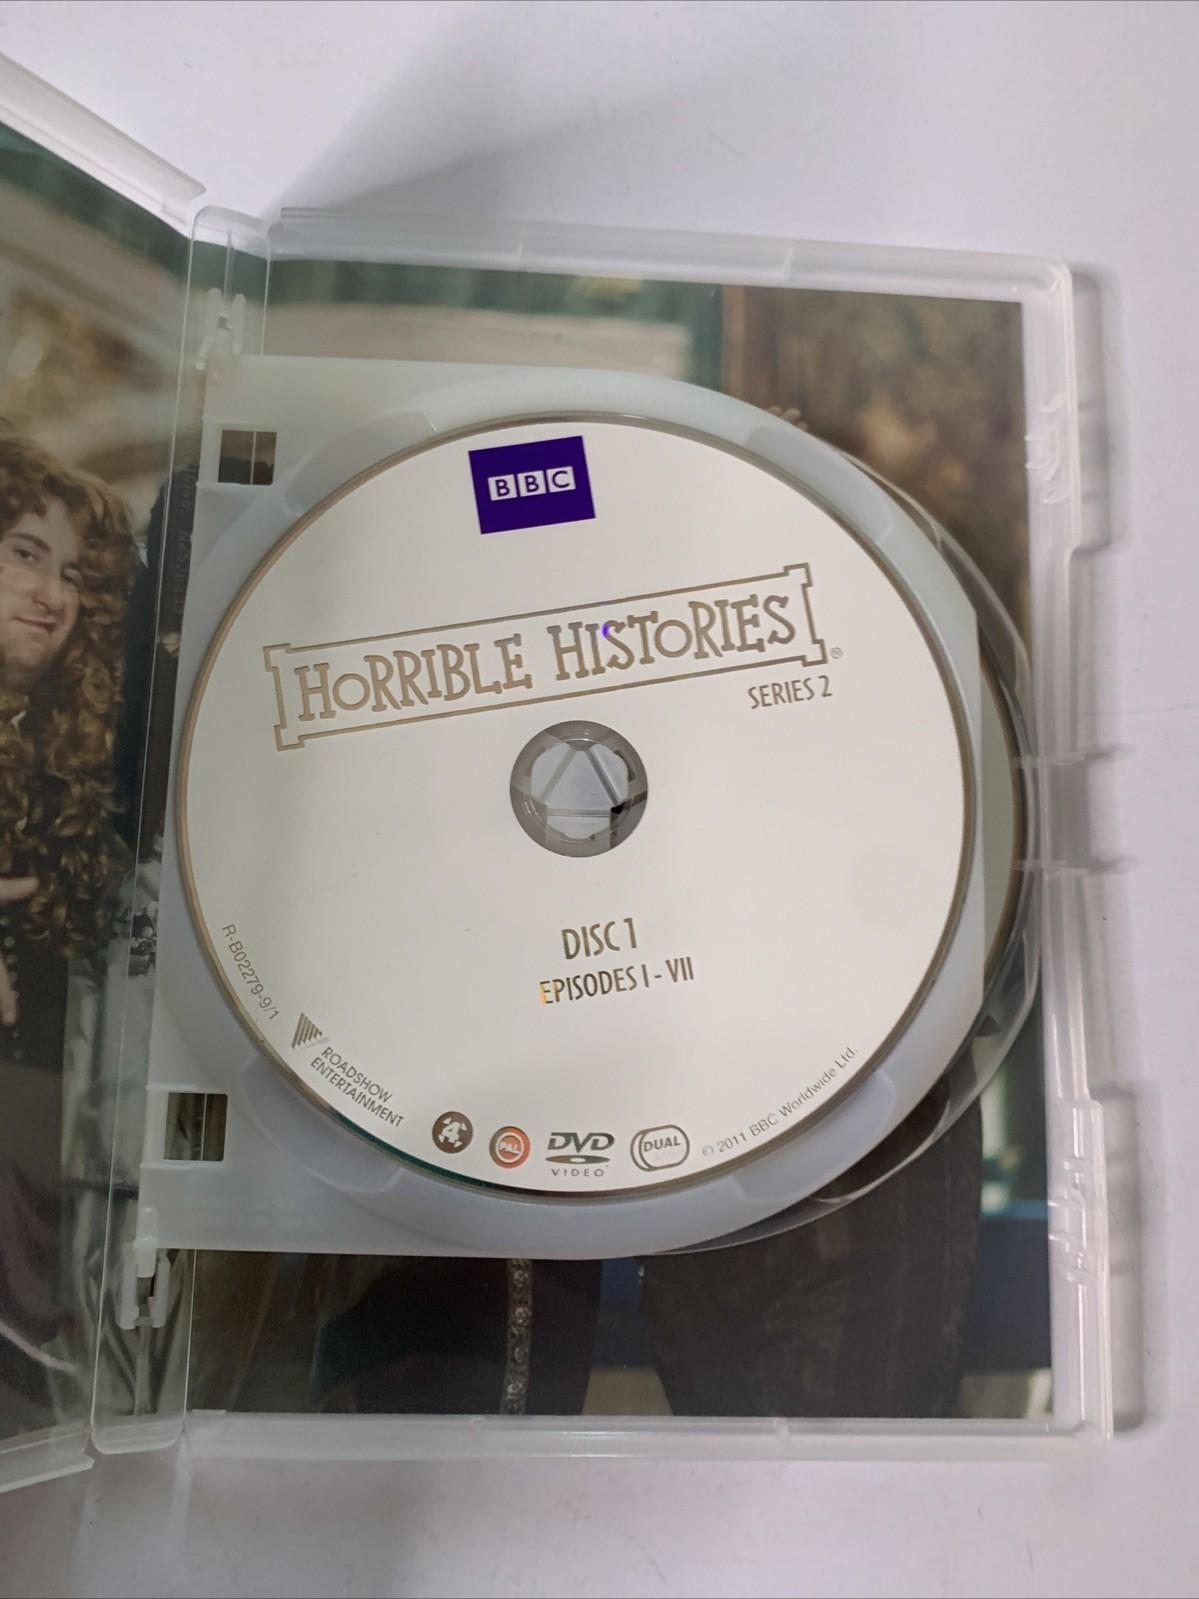 BBC
HORRIBLE HISTORIES®
SERIES 2
DISC 1
EPISODES I - VII
R-B02279-9/1
ROADSHOW
ENTERTAINMENT
4
PAL
DVD
VIDEO
DUAL
© 2011 BBC Worldwide Ltd.